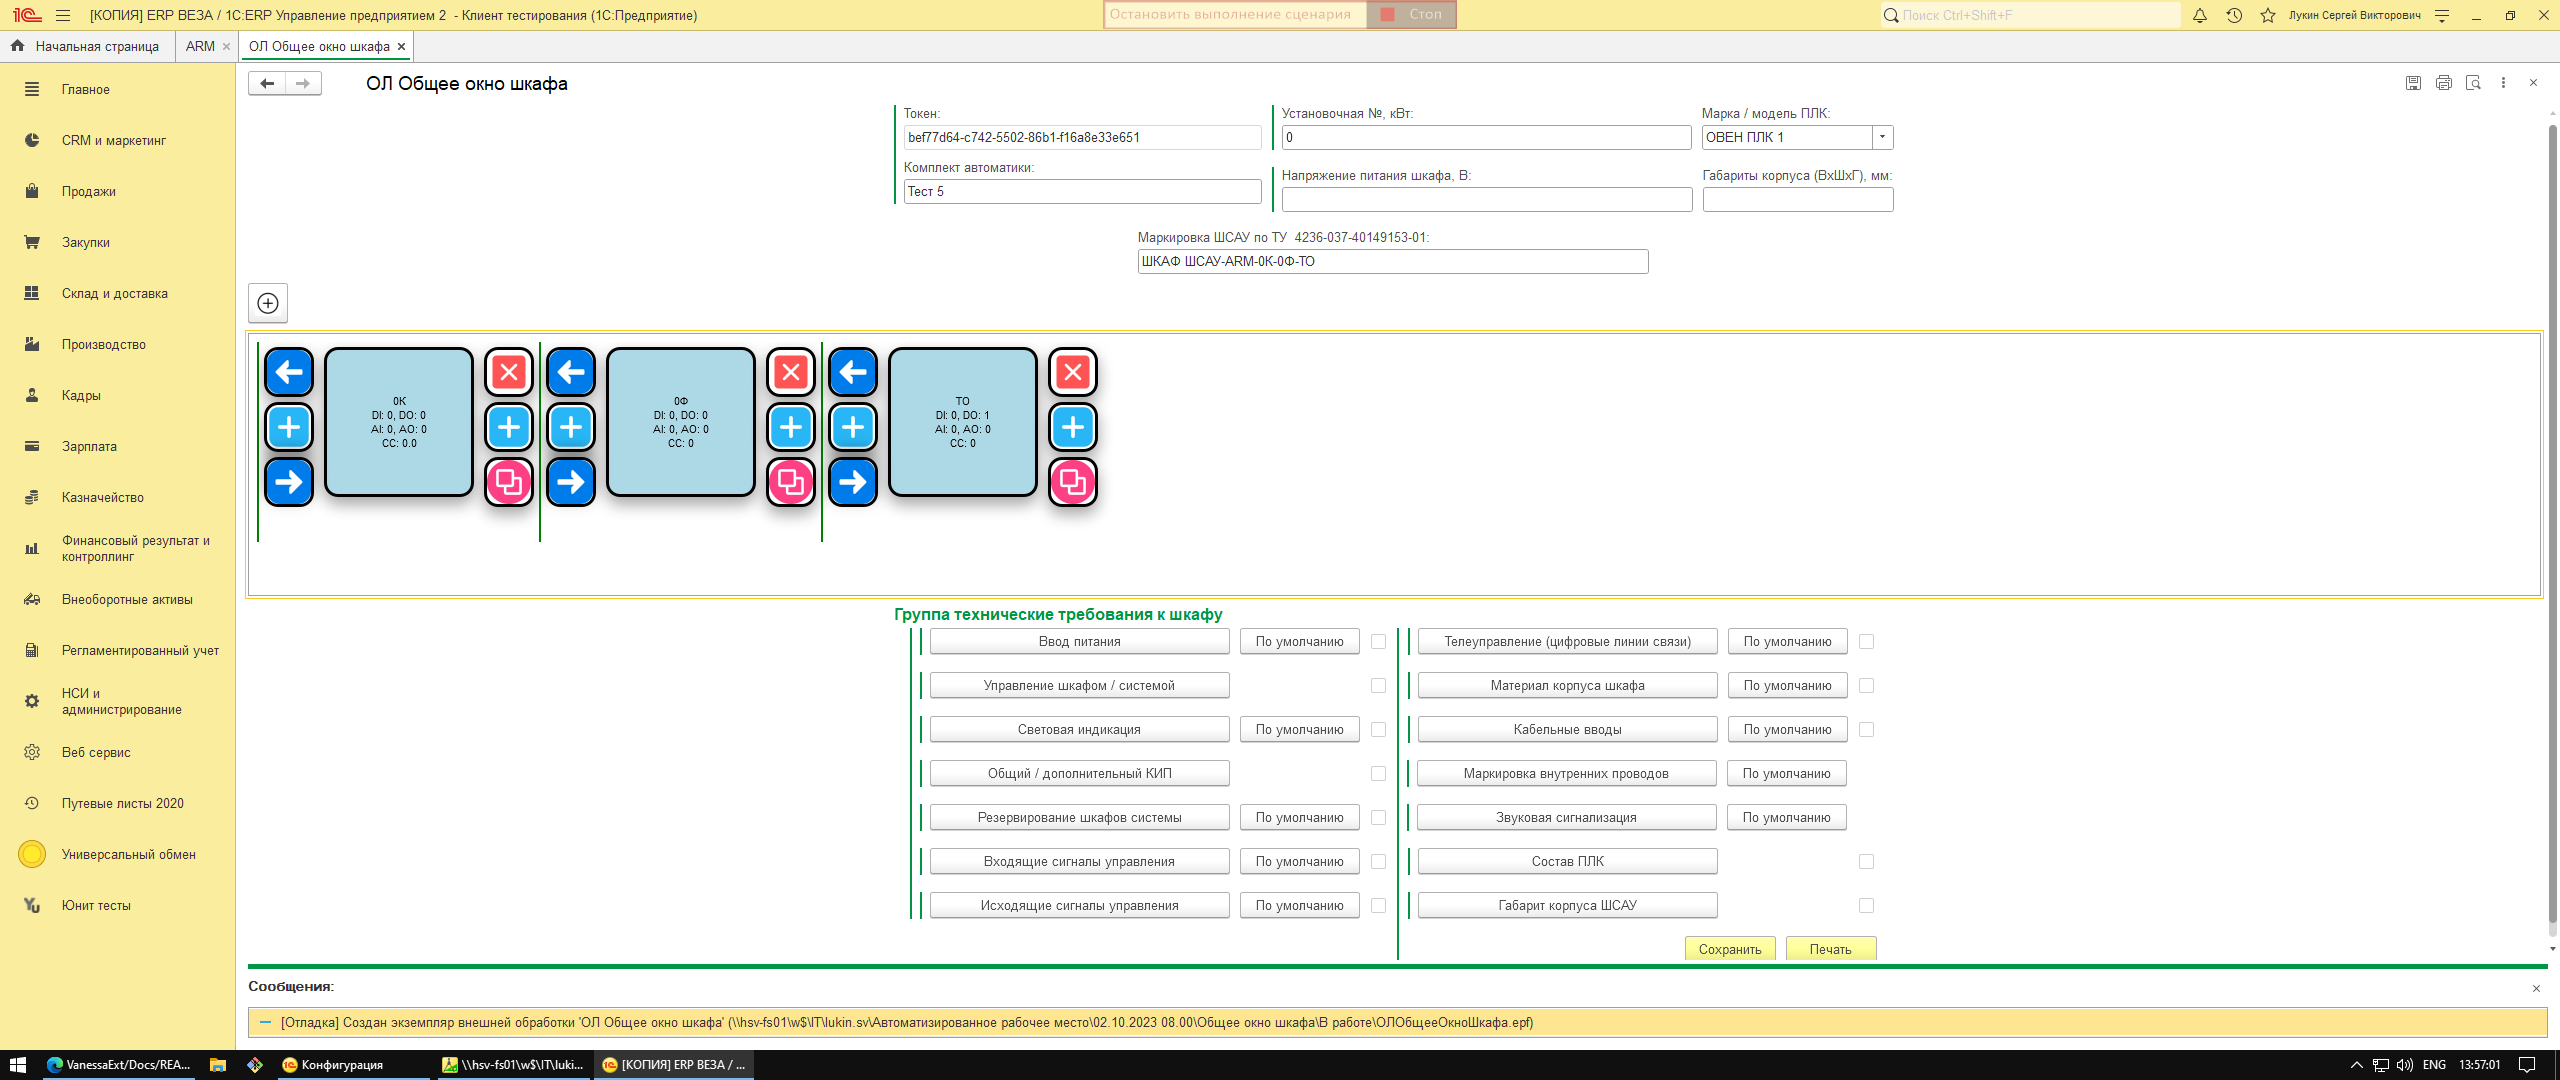 [КОПИЯ] ERP ВЕЗА / 1С:ERP Управление предприятием 2 - Клиент тестирования (1С:Предприятие)
Остановить выполнение сценария
Стоп
Поиск Ctrl+Shift+F
Лукин Сергей Викторович
Начальная страница
ARM
ОЛ Общее окно шкафа
Главное
CRM и маркетинг
Продажи
Закупки
Склад и доставка
Производство
Кадры
Зарплата
Казначейство
Финансовый результат и
контроллинг
Внеоборотные активы
Регламентированный учет
НСИ и
администрирование
Веб сервис
Путевые листы 2020
Универсальный обмен
Юнит тесты
ОЛ Общее окно шкафа
Токен:
bef77d64-c742-5502-86b1-f16a8e33e651
Комплект автоматики:
Тест 5
Установочная №, кВт:
0
Напряжение питания шкафа, В:
Марка / модель ПЛК:
ОВЕН ПЛК 1
Габариты корпуса (ВхШхГ), мм:
Маркировка ШСАУ по ТУ 4236-037-40149153-01:
ШКАФ ШСАУ-ARM-0К-0Ф-ТО
0К
DI: 0, DO: 0
AI: 0, AO: 0
CC: 0.0
0Ф
DI: 0, DO: 0
AI: 0, AO: 0
CC: 0
ТО
DI: 0, DO: 1
AI: 0, AO: 0
CC: 0
Группа технические требования к шкафу
Ввод питания
По умолчанию
Управление шкафом / системой
Световая индикация
По умолчанию
Общий / дополнительный КИП
Резервирование шкафов системы
По умолчанию
Входящие сигналы управления
По умолчанию
Исходящие сигналы управления
По умолчанию
Телеуправление (цифровые линии связи)
По умолчанию
Материал корпуса шкафа
По умолчанию
Кабельные вводы
По умолчанию
Маркировка внутренних проводов
По умолчанию
Звуковая сигнализация
По умолчанию
Состав ПЛК
Габарит корпуса ШСАУ
Сохранить
Печать
Сообщения:
[Отладка] Создан экземпляр внешней обработки 'ОЛ Общее окно шкафа' (\\hsv-fs01\w$\IT\lukin.sv\Автоматизированное рабочее место\02.10.2023 08.00\Общее окно шкафа\В работе\ОЛОбщееОкноШкафа.epf)
VanessaExt/Docs/REA...
Конфигурация
\\hsv-fs01\w$\IT\luki...
[КОПИЯ] ERP ВЕЗА / ...
ENG
13:57:01